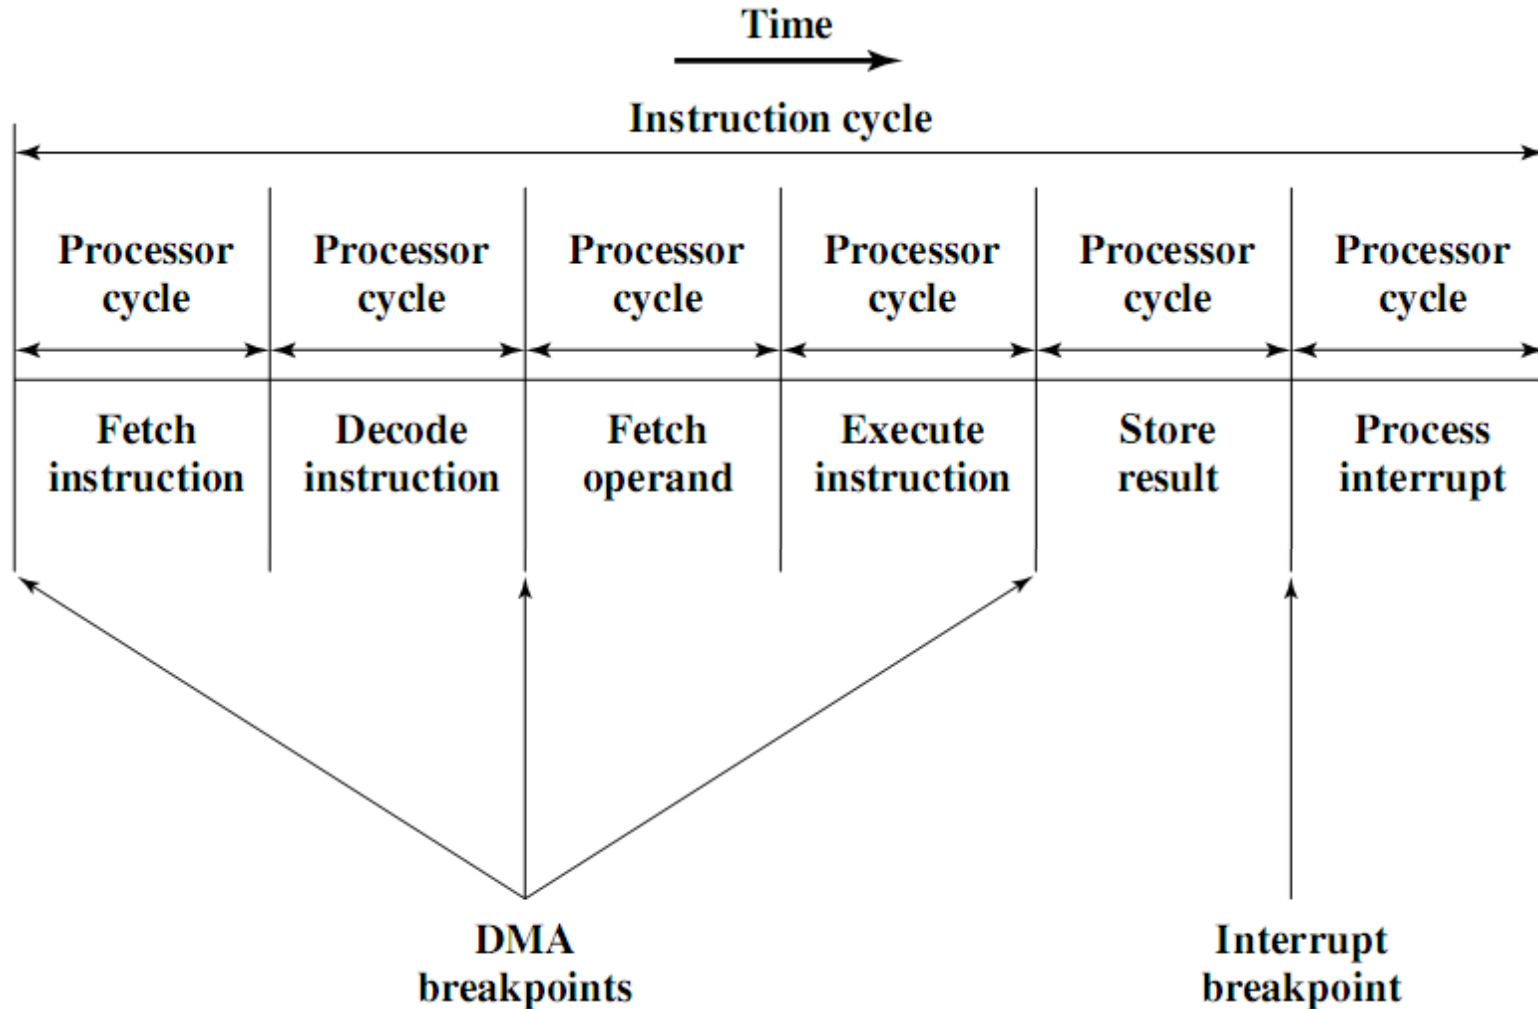 Time
Instruction cycle
Processor Processor Processor Processor Processor Processor
cycle cycle cycle cycle cycle cycle
Fetch Decode Fetch Execute Store Process
instruction instruction operand instruction result interrupt
DMA Interrupt
breakpoints breakpoint